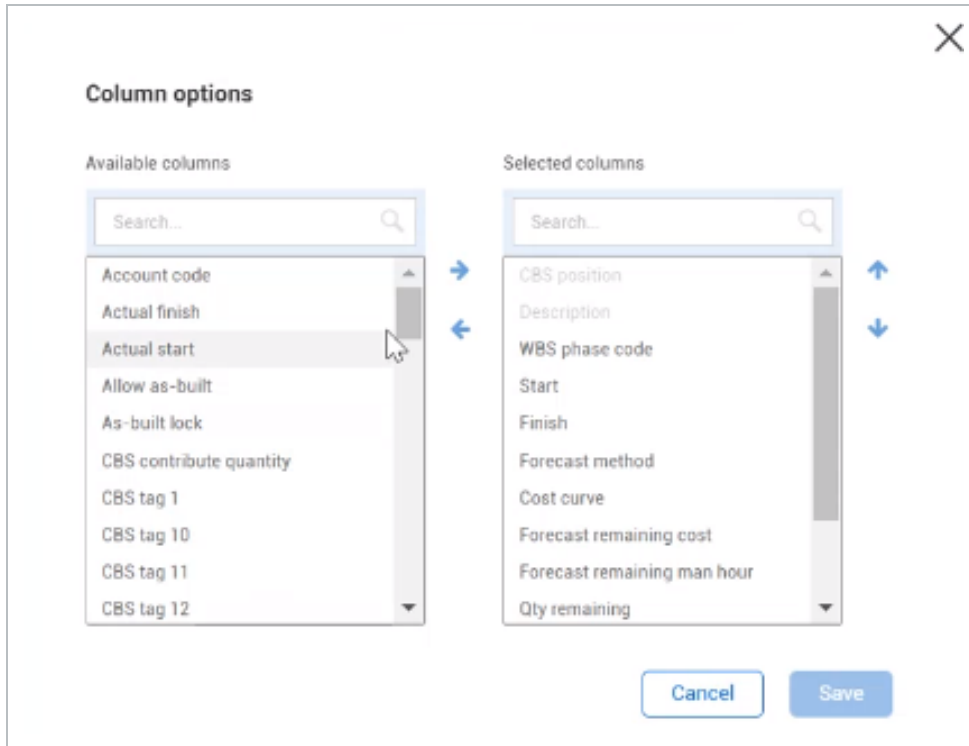 Column options
Available columns
Search...
Account code
Actual finish
Actual start
Allow as-built
As-built lock
CBS contribute quantity
CBS tag 1
CBS tag 10
CBS tag 11
CBS tag 12
Selected columns
Search...
CBS position
Description
WBS phase code
Start
Finish
Forecast method
Cost curve
Forecast remaining cost
Forecast remaining man hour
Qty remaining
Cancel
Save